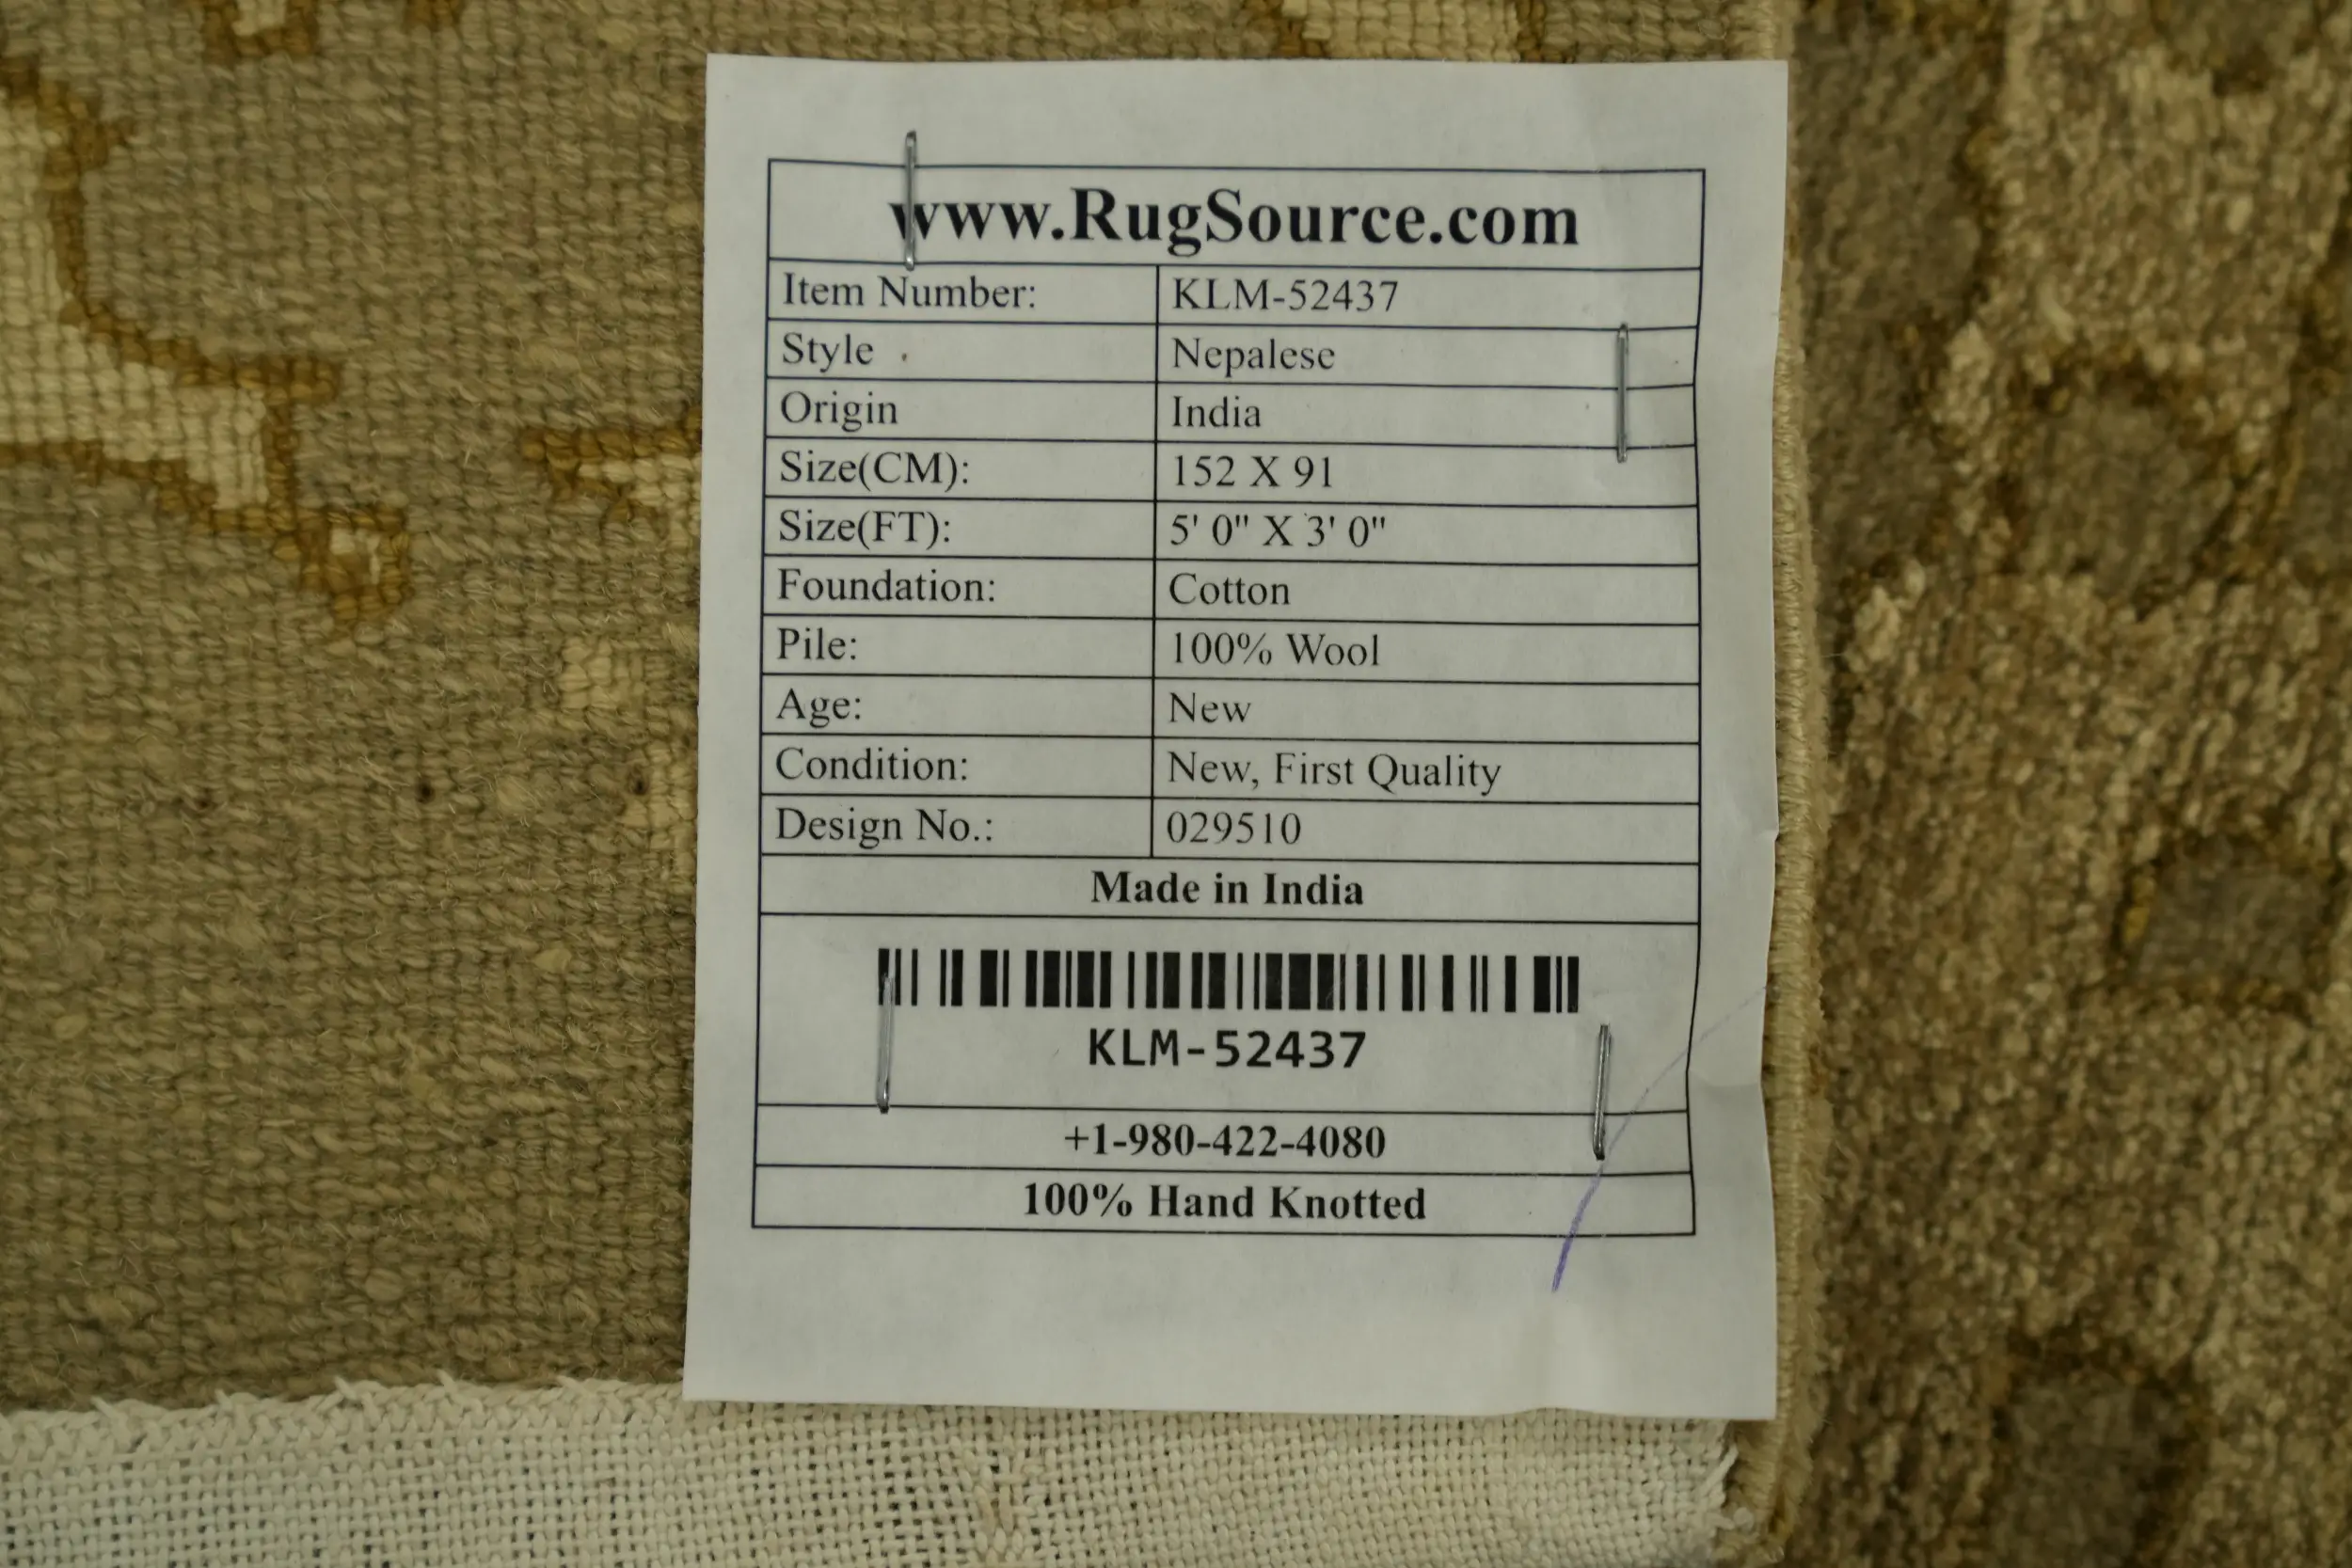 www.RugSource.com
Item Number: KLM-52437
Style Nepalese
Origin India
Size(CM): 152 X 91
Size(FT): 5' 0" X 3' 0"
Foundation: Cotton
Pile: 100% Wool
Age: New
Condition: New, First Quality
Design No.: 029510
Made in India
KLM-52437
+1-980-422-4080
100% Hand Knotted